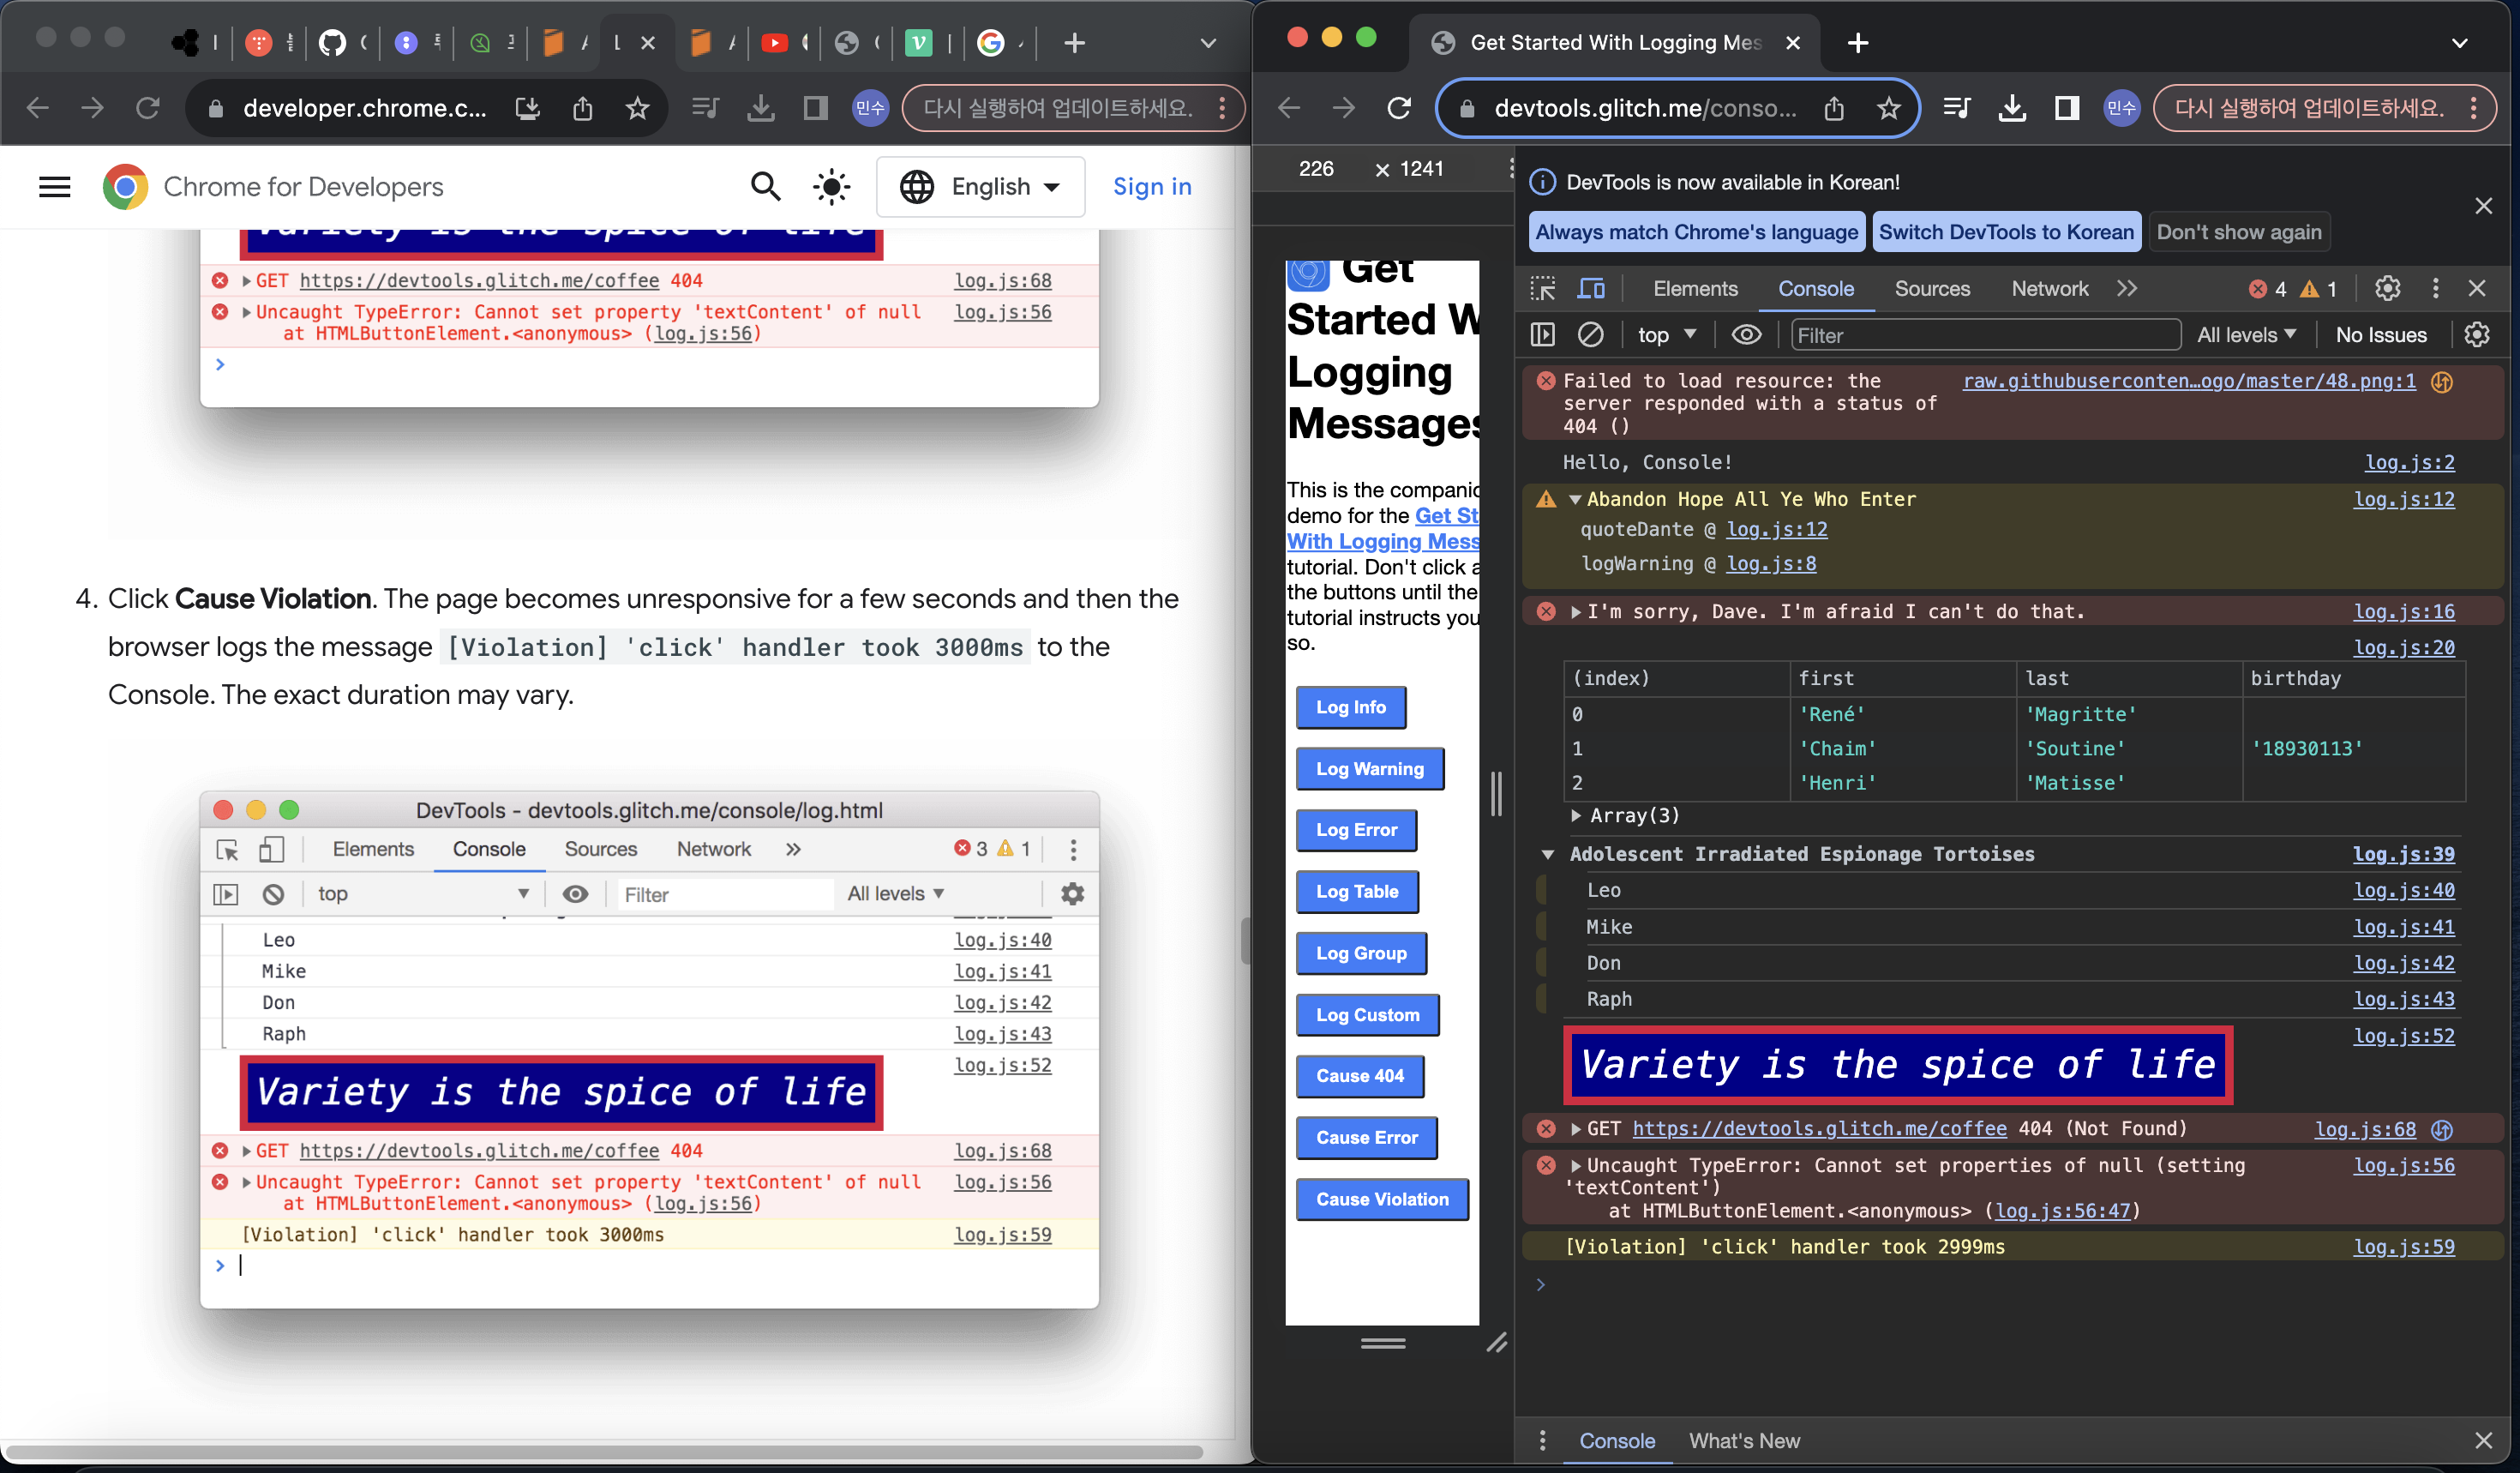 developer.chrome.c...
민수
다시 실행하여 업데이트하세요.
Chrome for Developers
English
Sign in
Variety is the spice of life
GET https://devtools.glitch.me/coffee 404 log.js:68
Uncaught TypeError: Cannot set property 'textContent' of null log.js:56
at HTMLButtonElement.<anonymous> (log.js:56)
4. Click Cause Violation. The page becomes unresponsive for a few seconds and then the
browser logs the message [Violation] 'click' handler took 3000ms to the
Console. The exact duration may vary.
DevTools - devtools.glitch.me/console/log.html
Elements Console Sources Network » 3 1
top Filter All levels
Leo log.js:40
Mike log.js:41
Don log.js:42
Raph log.js:43
log.js:52
Variety is the spice of life
GET https://devtools.glitch.me/coffee 404 log.js:68
Uncaught TypeError: Cannot set property 'textContent' of null log.js:56
at HTMLButtonElement.<anonymous> (log.js:56)
[Violation] 'click' handler took 3000ms log.js:59
>
Get Started With Logging Mes
devtools.glitch.me/conso...
민수
다시 실행하여 업데이트하세요.
226 × 1241
Get
Started W
Logging
Messages
This is the companio
demo for the Get St
With Logging Mess
tutorial. Don't click a
the buttons until the
tutorial instructs you
so.
Log Info
Log Warning
Log Error
Log Table
Log Group
Log Custom
Cause 404
Cause Error
Cause Violation
DevTools is now available in Korean!
Always match Chrome's language Switch DevTools to Korean Don't show again
Elements Console Sources Network » 4 1
top Filter All levels No Issues
Failed to load resource: the raw.githubuserconten…ogo/master/48.png:1
server responded with a status of
404 ()
Hello, Console! log.js:2
Abandon Hope All Ye Who Enter log.js:12
quoteDante @ log.js:12
logWarning @ log.js:8
I'm sorry, Dave. I'm afraid I can't do that. log.js:16
log.js:20
(index) first last birthday
0 'René' 'Magritte'
1 'Chaim' 'Soutine' '18930113'
2 'Henri' 'Matisse'
Array(3)
Adolescent Irradiated Espionage Tortoises log.js:39
Leo log.js:40
Mike log.js:41
Don log.js:42
Raph log.js:43
log.js:52
Variety is the spice of life
GET https://devtools.glitch.me/coffee 404 (Not Found) log.js:68
Uncaught TypeError: Cannot set properties of null (setting log.js:56
'textContent')
at HTMLButtonElement.<anonymous> (log.js:56:47)
[Violation] 'click' handler took 2999ms log.js:59
>
Console What's New